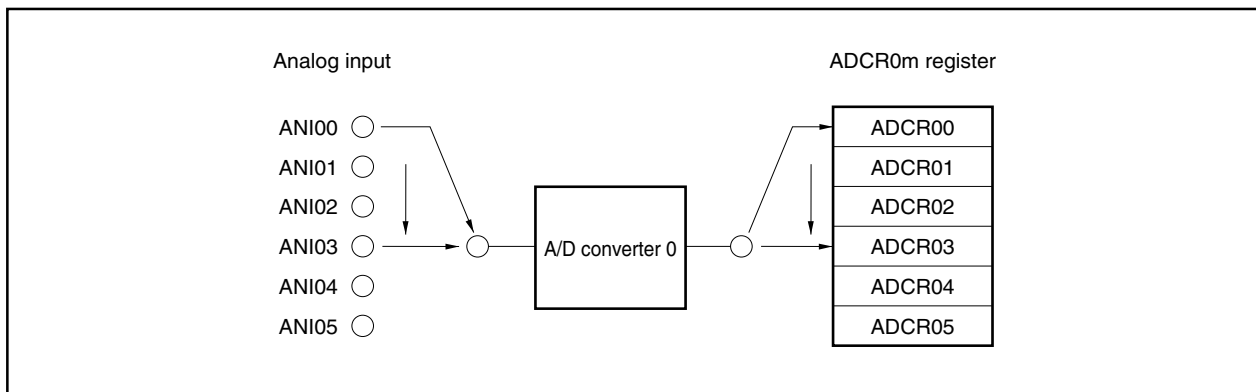 Analog input
ADCR0m register
ANI00
ADCR00
ANI01
ADCR01
ANI02
ADCR02
ANI03
A/D converter 0
ADCR03
ANI04
ADCR04
ANI05
ADCR05